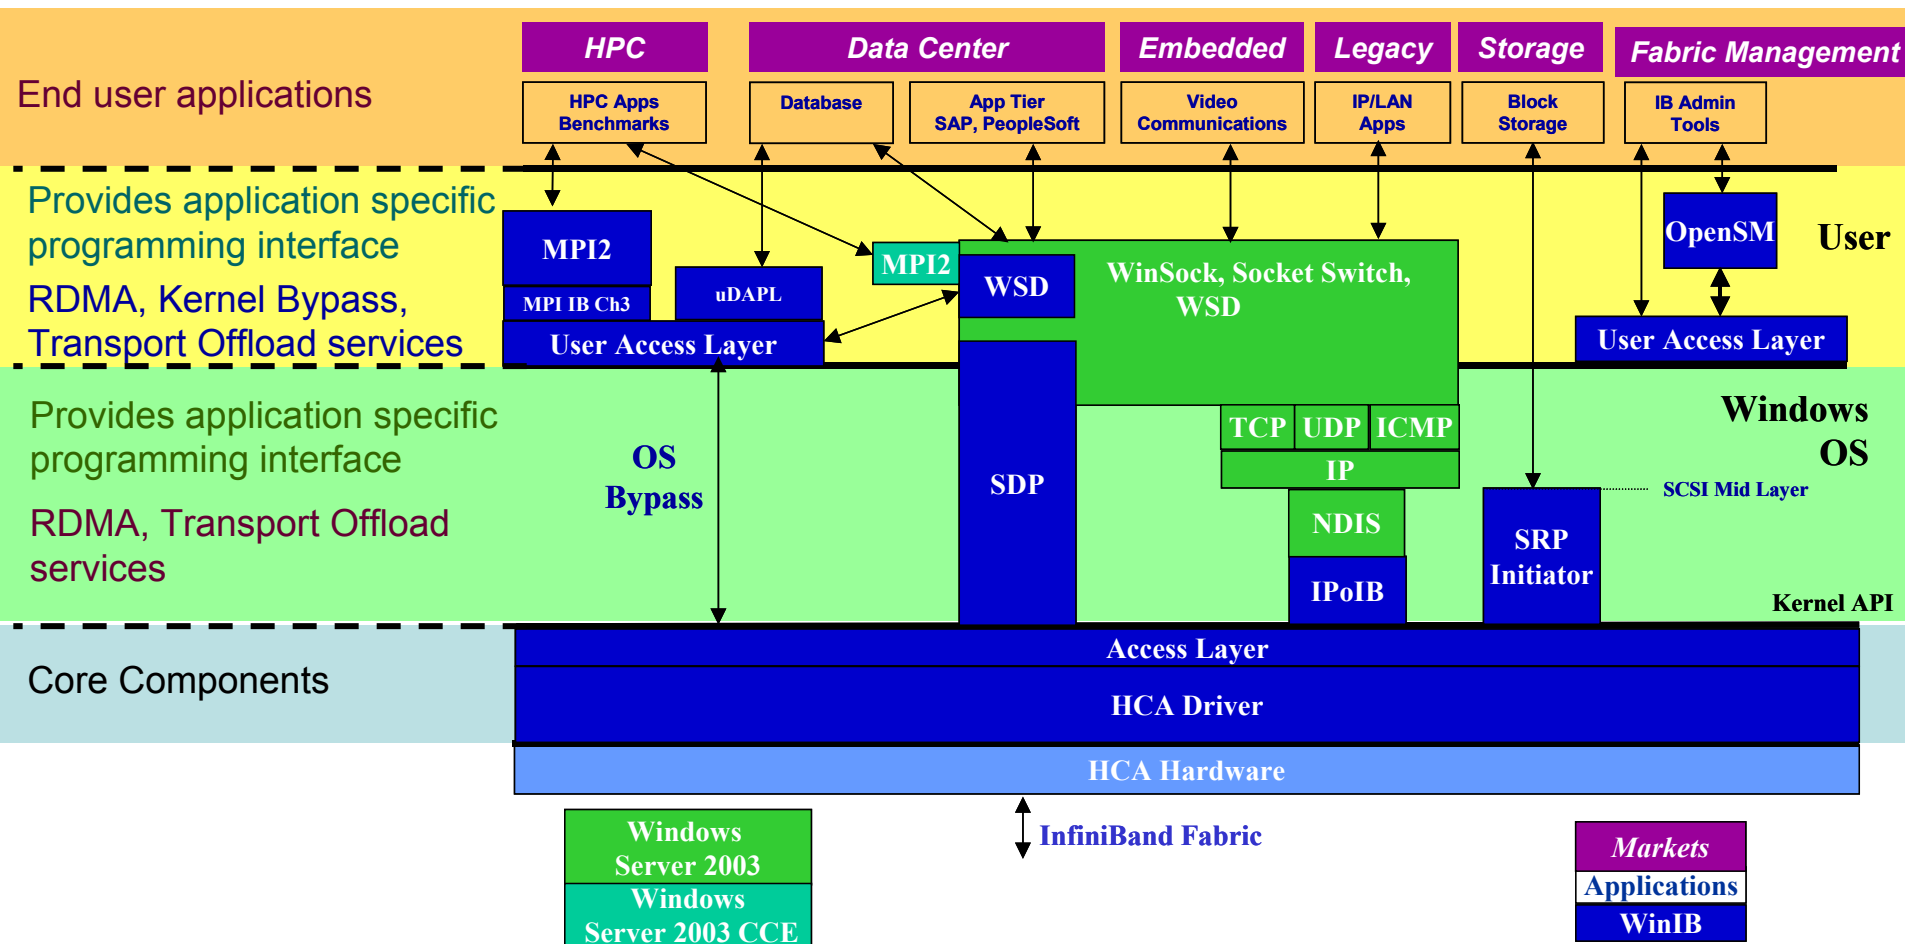 HPC
Data Center
Embedded
Legacy
Storage
Fabric Management
End user applications
HPC Apps
Benchmarks
Database
App Tier
SAP, PeopleSoft
Video
Communications
IP/LAN
Apps
Block
Storage
IB Admin
Tools
Provides application specific
programming interface
RDMA, Kernel Bypass,
Transport Offload services
MPI2
MPI IB Ch3
uDAPL
User Access Layer
MPI2
WSD
WinSock, Socket Switch,
WSD
OpenSM
User
User Access Layer
Provides application specific
programming interface
RDMA, Transport Offload
services
OS
Bypass
SDP
TCP
UDP
ICMP
IP
NDIS
IPoIB
SRP
Initiator
SCSI Mid Layer
Windows
OS
Kernel API
Core Components
Access Layer
HCA Driver
HCA Hardware
InfiniBand Fabric
Windows
Server 2003
Windows
Server 2003 CCE
Markets
Applications
WinIB